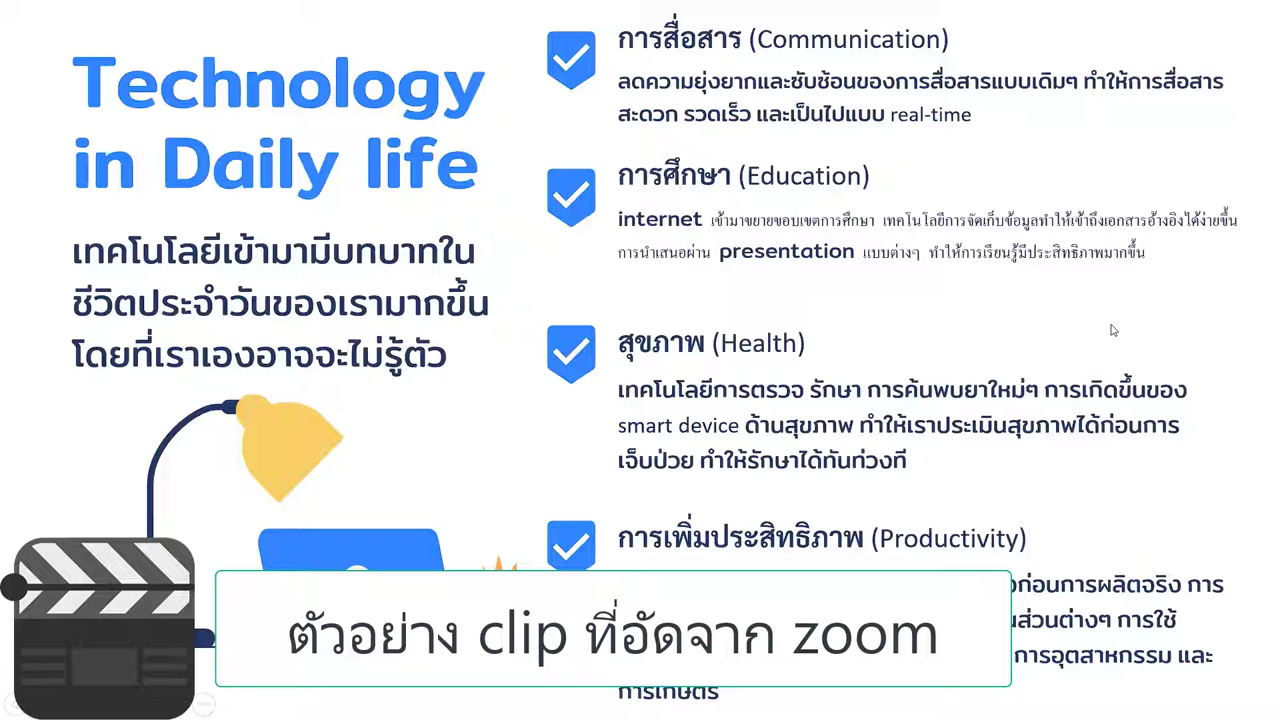 Technology
in Daily life
เทคโนโลยีเข้ามามีบทบาทใน
ชีวิตประจำวันของเรามากขึ้น
โดยที่เราเองอาจจะไม่รู้ตัว
การสื่อสาร (Communication)
ลดความยุ่งยากและซับซ้อนของการสื่อสารแบบเดิมๆ ทำให้การสื่อสาร
สะดวก รวดเร็ว และเป็นไปแบบ real-time
การศึกษา (Education)
internet เข้ามาขยายขอบเขตการศึกษา เทคโนโลยีการจัดเก็บข้อมูลทำให้เข้าถึงเอกสารอ้างอิงได้ง่ายขึ้น
การนำเสนอผ่าน presentation แบบต่างๆ ทำให้การเรียนรู้มีประสิทธิภาพมากขึ้น
สุขภาพ (Health)
เทคโนโลยีการตรวจ รักษา การค้นพบยาใหม่ๆ การเกิดขึ้นของ
smart device ด้านสุขภาพ ทำให้เราประเมินสุขภาพได้ก่อนการ
เจ็บป่วย ทำให้รักษาได้ทันท่วงที
การเพิ่มประสิทธิภาพ (Productivity)
ก่อนการผลิตจริง การ
ส่วนต่างๆ การใช้
การอุตสาหกรรม และ
การเกษตร
ตัวอย่าง clip ที่อัดจาก zoom